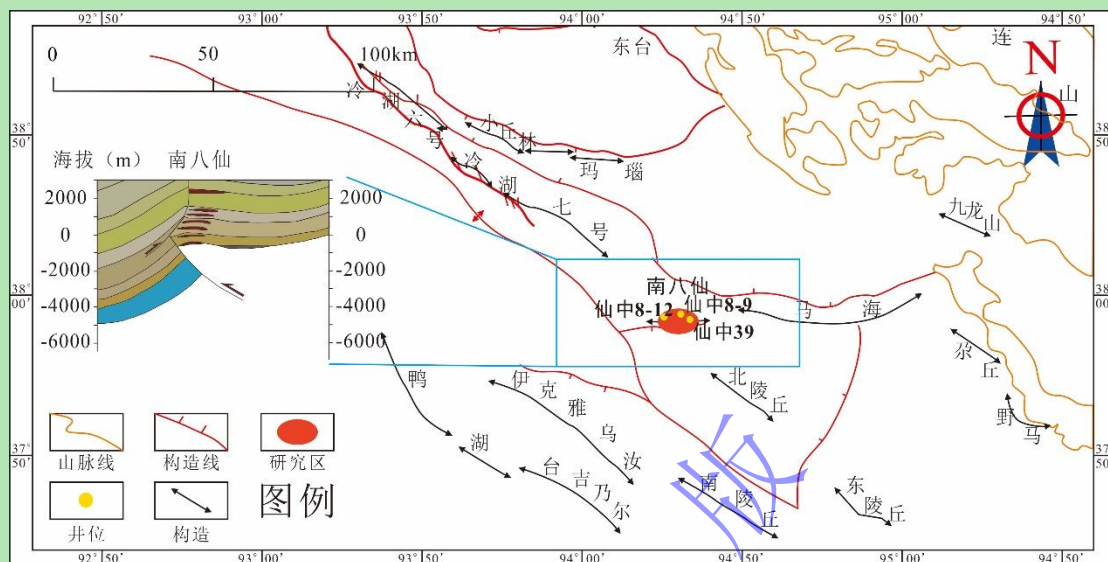 92°50′ 93°00′ 93°50′ 94°00′ 94°50′ 95°00′ 94°50′
0 50 100km
东台
连
山
N
冷湖六号
小丘林
玛瑙
冷湖七号
九龙山
38°50′
38°50′
海拔（m） 南八仙
2000 2000
0 0
-2000 -2000
-4000 -4000
-6000 -6000
38°00′
38°00′
南八仙
仙中8-12 仙中8-9
仙中39
马海
尕丘
野马
北陵丘
鸭湖
伊克雅乌汝
台吉乃尔
南陵丘
东陵丘
37°50′
37°50′
山脉线 构造线 研究区
井位 构造
图例
版
92°50′ 93°00′ 93°50′ 94°00′ 94°50′ 95°00′ 94°50′